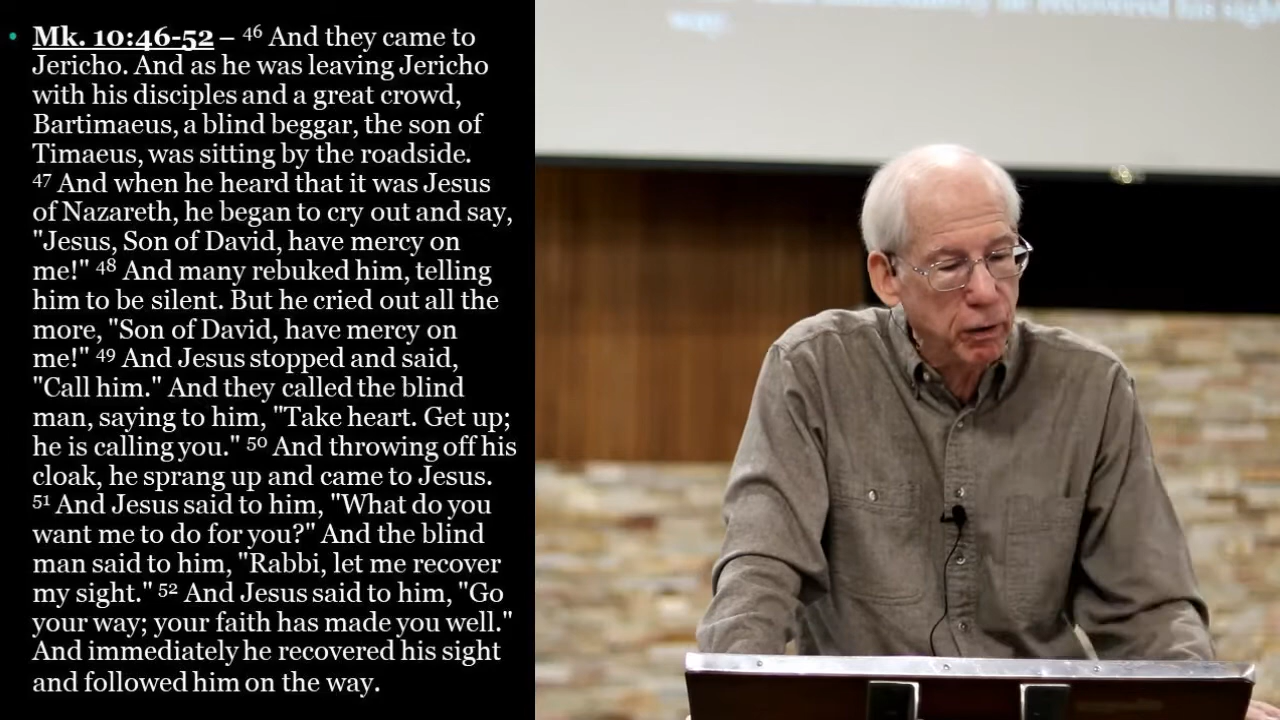 • Mk. 10:46-52 – 46 And they came to
Jericho. And as he was leaving Jericho
with his disciples and a great crowd,
Bartimaeus, a blind beggar, the son of
Timaeus, was sitting by the roadside.
47 And when he heard that it was Jesus
of Nazareth, he began to cry out and say,
"Jesus, Son of David, have mercy on
me!" 48 And many rebuked him, telling
him to be silent. But he cried out all the
more, "Son of David, have mercy on
me!" 49 And Jesus stopped and said,
"Call him." And they called the blind
man, saying to him, "Take heart. Get up;
he is calling you." 50 And throwing off his
cloak, he sprang up and came to Jesus.
51 And Jesus said to him, "What do you
want me to do for you?" And the blind
man said to him, "Rabbi, let me recover
my sight." 52 And Jesus said to him, "Go
your way; your faith has made you well."
And immediately he recovered his sight
and followed him on the way.
he recovered his sight
way.